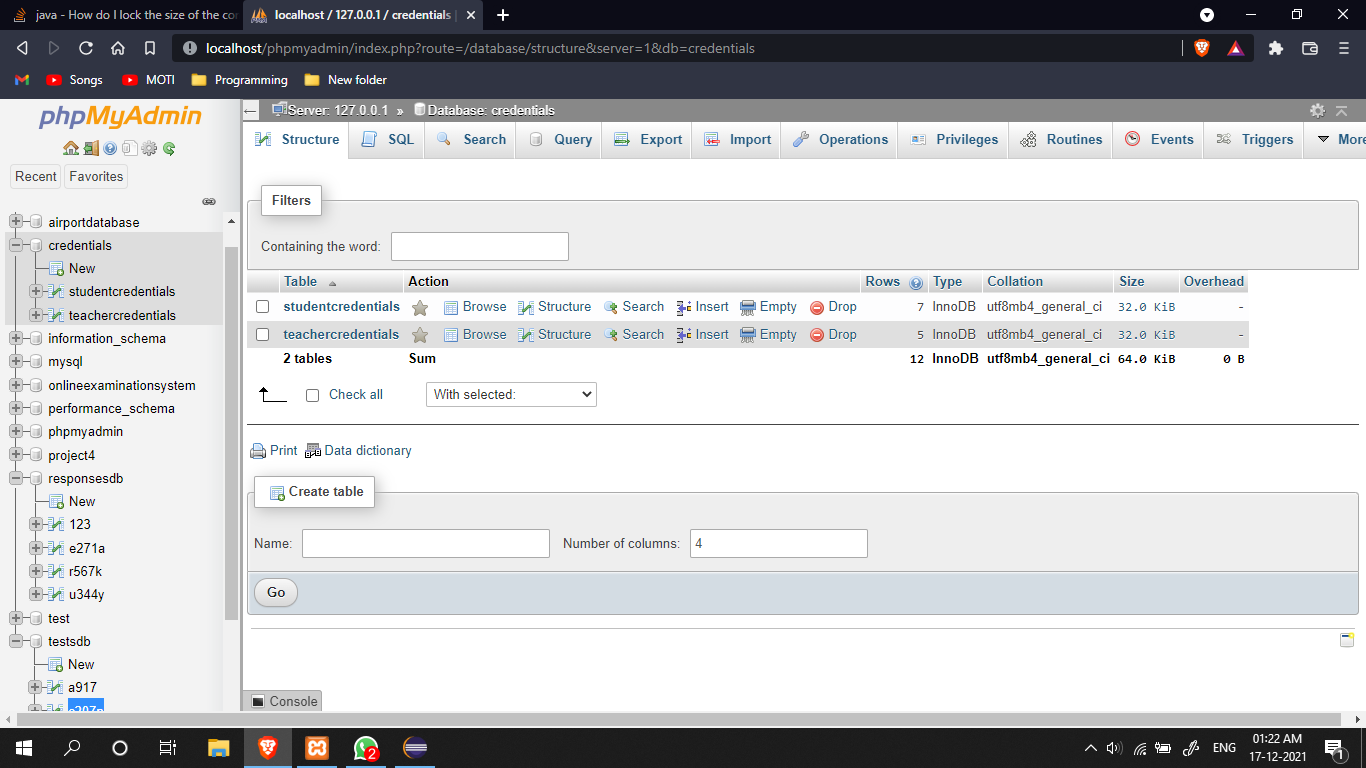 java - How do I lock the size of the cor
localhost / 127.0.0.1 / credentials |
localhost/phpmyadmin/index.php?route=/database/structure&server=1&db=credentials
Songs MOTI Programming New folder
phpMyAdmin
Recent Favorites
airportdatabase
credentials
New
studentcredentials
teachercredentials
information_schema
mysql
onlineexaminationsystem
performance_schema
phpmyadmin
project4
responsesdb
New
123
e271a
r567k
u344y
test
testsdb
New
a917
Server: 127.0.0.1 » Database: credentials
Structure SQL Search Query Export Import Operations Privileges Routines Events Triggers More
Filters
Containing the word:
Table Action Rows Type Collation Size Overhead
studentcredentials Browse Structure Search Insert Empty Drop 7 InnoDB utf8mb4_general_ci 32.0 KiB -
teachercredentials Browse Structure Search Insert Empty Drop 5 InnoDB utf8mb4_general_ci 32.0 KiB -
2 tables Sum 12 InnoDB utf8mb4_general_ci 64.0 KiB 0 B
Check all With selected:
Print Data dictionary
Create table
Name: Number of columns: 4
Go
Console
2
ENG 01:22 AM
17-12-2021 1